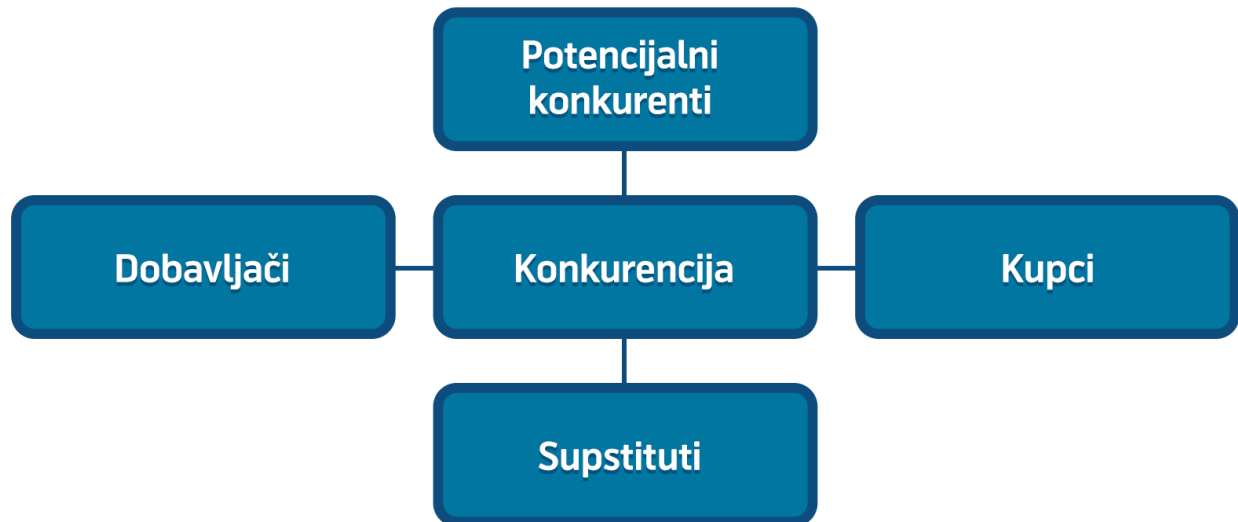 Potencijalni
konkurenti
Dobavljači
Konkurencija
Kupci
Supstituti